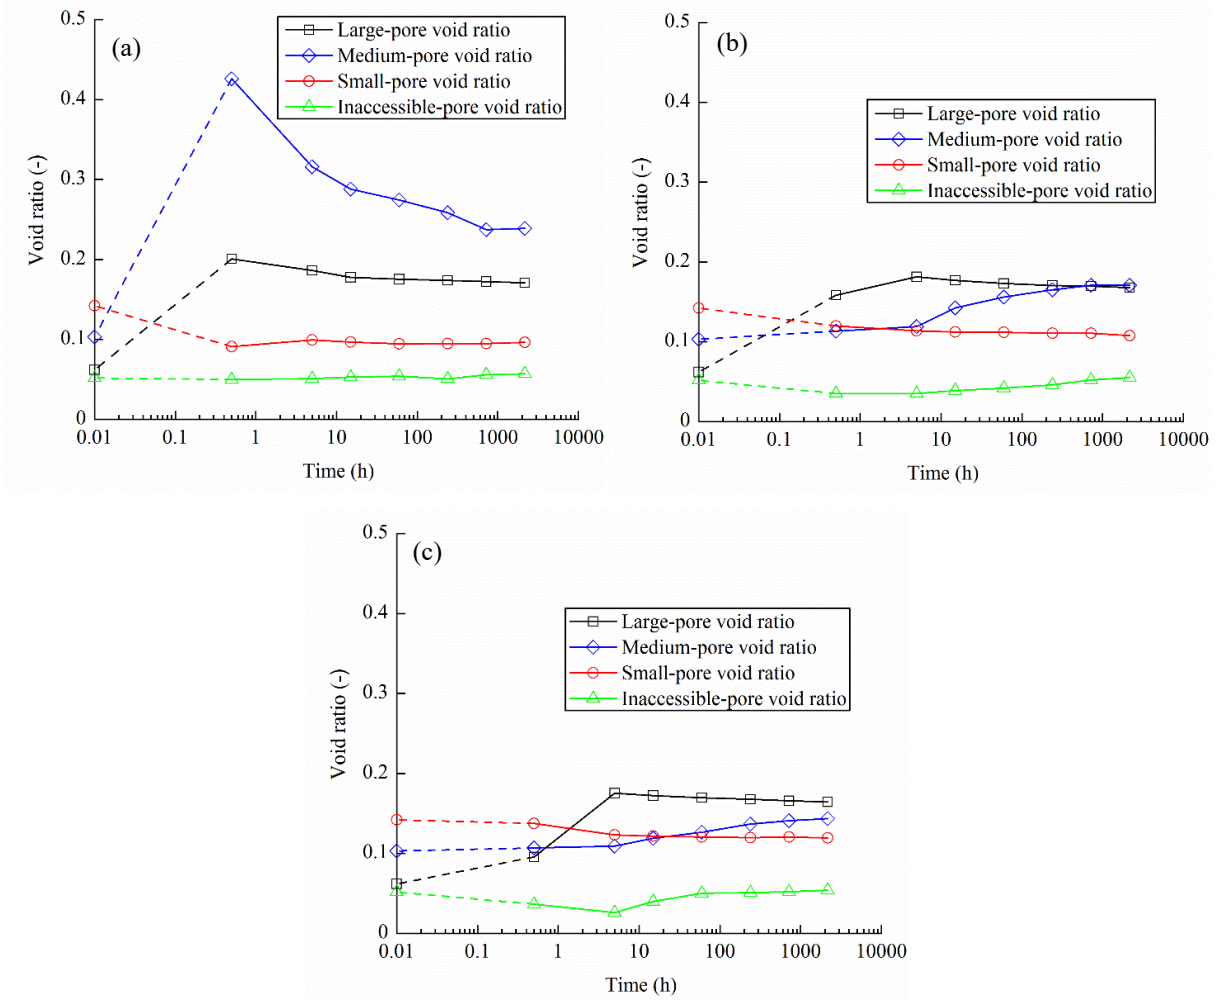 (a)
Large-pore void ratio
Medium-pore void ratio
Small-pore void ratio
Inaccessible-pore void ratio
0.5
0.4
0.3
0.2
0.1
0
Void ratio (-)
0.01 0.1 1 10 100 1000 10000
Time (h)
(b)
Large-pore void ratio
Medium-pore void ratio
Small-pore void ratio
Inaccessible-pore void ratio
0.5
0.4
0.3
0.2
0.1
0
Void ratio (-)
0.01 0.1 1 10 100 1000 10000
Time (h)
(c)
Large-pore void ratio
Medium-pore void ratio
Small-pore void ratio
Inaccessible-pore void ratio
0.5
0.4
0.3
0.2
0.1
0
Void ratio (-)
0.01 0.1 1 10 100 1000 10000
Time (h)